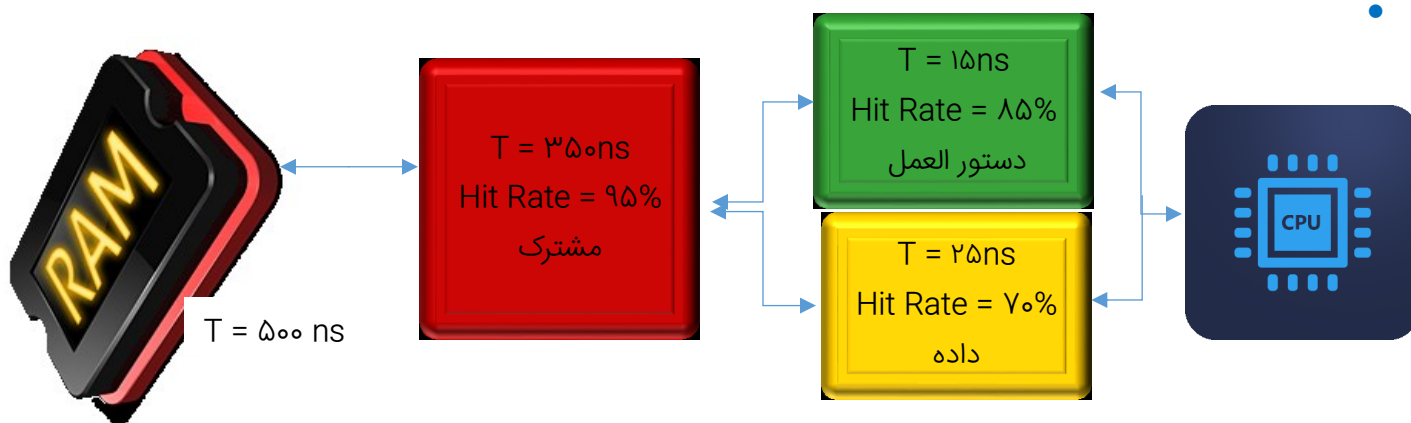 T = ۱۵ns
Hit Rate = ۸۵%
دستور العمل
T = ۳۵۰ns
Hit Rate = ۹۵%
مشترک
T = ۲۵ns
Hit Rate = ۷۰%
داده
CPU
RAM
T = ۵۰۰ ns